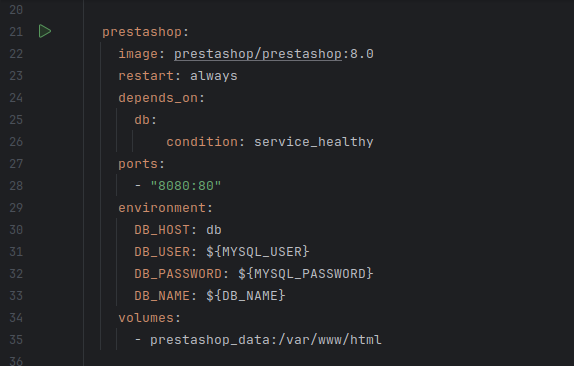 20
21 prestashop:
22 image: prestashop/prestashop:8.0
23 restart: always
24 depends_on:
25 db:
26 condition: service_healthy
27 ports:
28 - "8080:80"
29 environment:
30 DB_HOST: db
31 DB_USER: ${MYSQL_USER}
32 DB_PASSWORD: ${MYSQL_PASSWORD}
33 DB_NAME: ${DB_NAME}
34 volumes:
35 - prestashop_data:/var/www/html
36